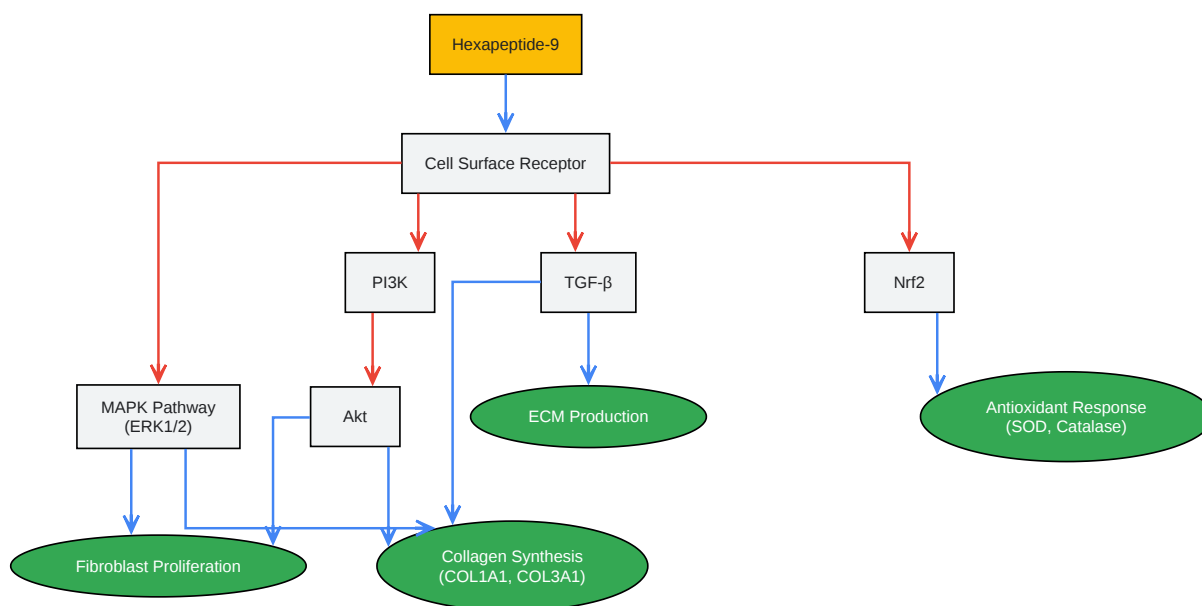 Hexapeptide-9
Cell Surface Receptor
PI3K
TGF-β
Nrf2
MAPK Pathway
(ERK1/2)
Akt
ECM Production
Antioxidant Response
(SOD, Catalase)
Fibroblast Proliferation
Collagen Synthesis
(COL1A1, COL3A1)